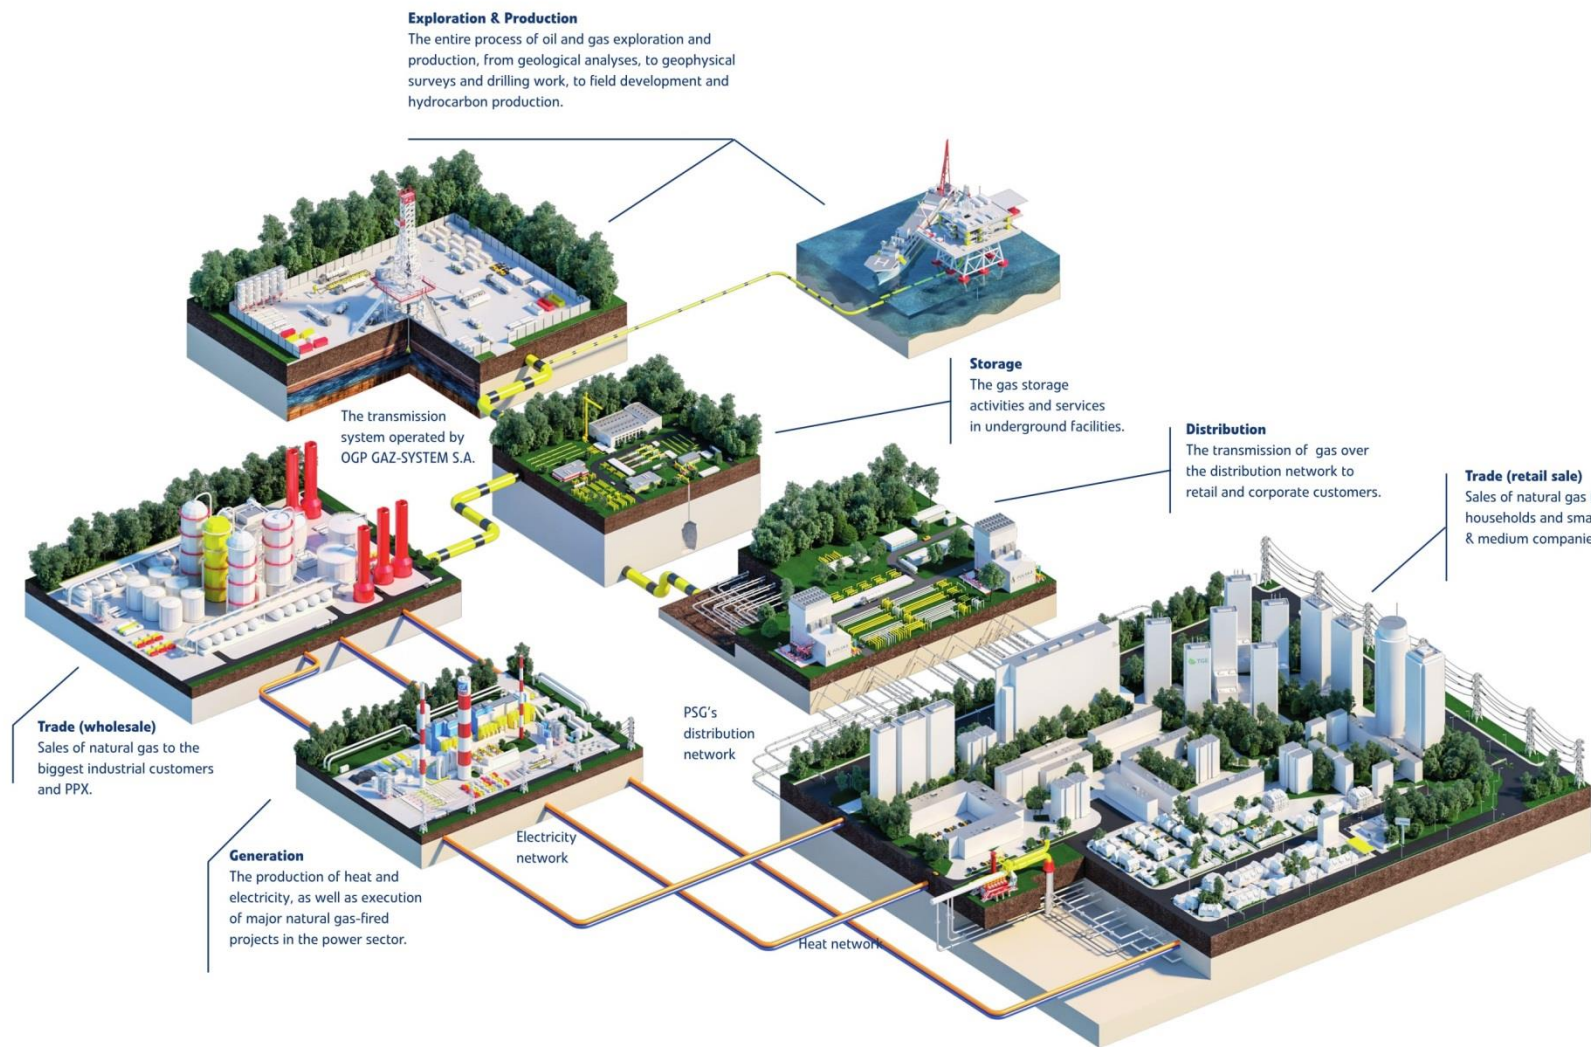 Exploration & Production
The entire process of oil and gas exploration and
production, from geological analyses, to geophysical
surveys and drilling work, to field development and
hydrocarbon production.
Storage
The gas storage
activities and services
in underground facilities.
The transmission
system operated by
OGP GAZ-SYSTEM S.A.
Distribution
The transmission of gas over
the distribution network to
retail and corporate customers.
Trade (retail sale)
Sales of natural gas
households and sma
& medium companie
Trade (wholesale)
Sales of natural gas to the
biggest industrial customers
and PPX.
PSG's
distribution
network
Electricity
network
Generation
The production of heat and
electricity, as well as execution
of major natural gas-fired
projects in the power sector.
Heat network